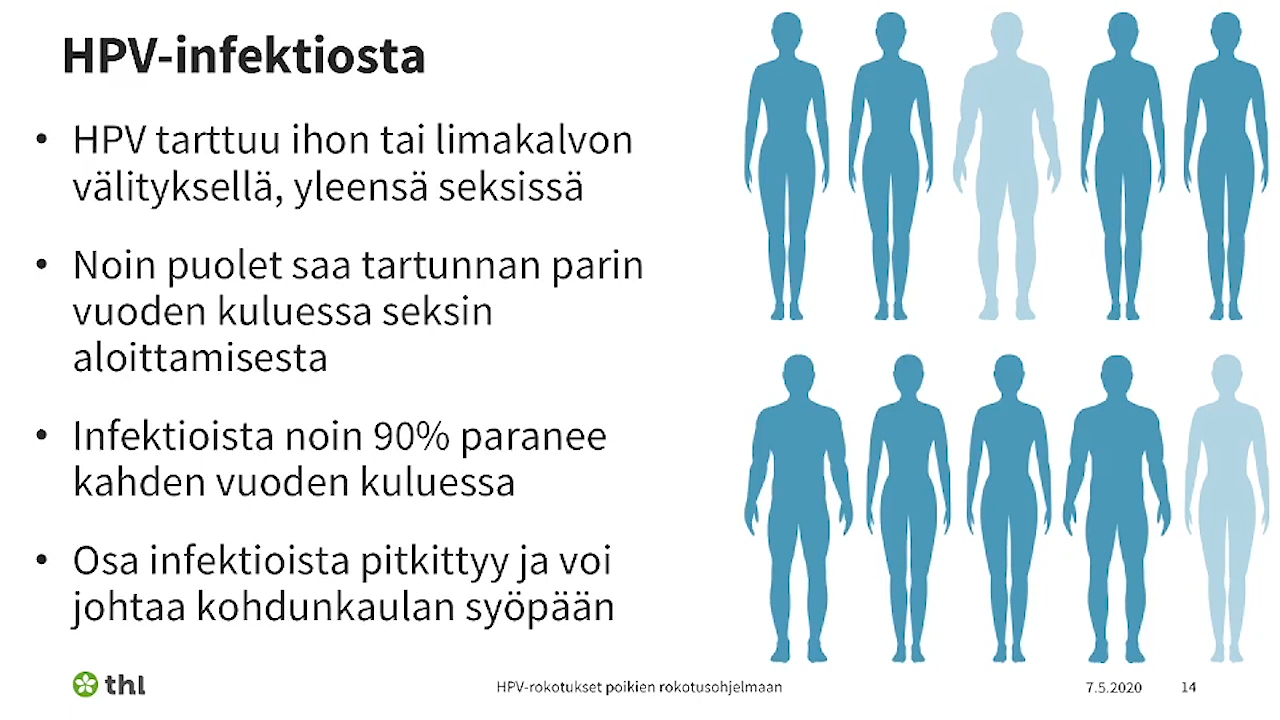 HPV-infektiosta
• HPV tarttuu ihon tai limakalvon
välityksellä, yleensä seksissä
• Noin puolet saa tartunnan parin
vuoden kuluessa seksin
aloittamisesta
• Infektioista noin 90% paranee
kahden vuoden kuluessa
• Osa infektioista pitkittyy ja voi
johtaa kohdunkaulan syöpään
thl
HPV-rokotukset poikien rokotusohjelmaan
7.5.2020
14